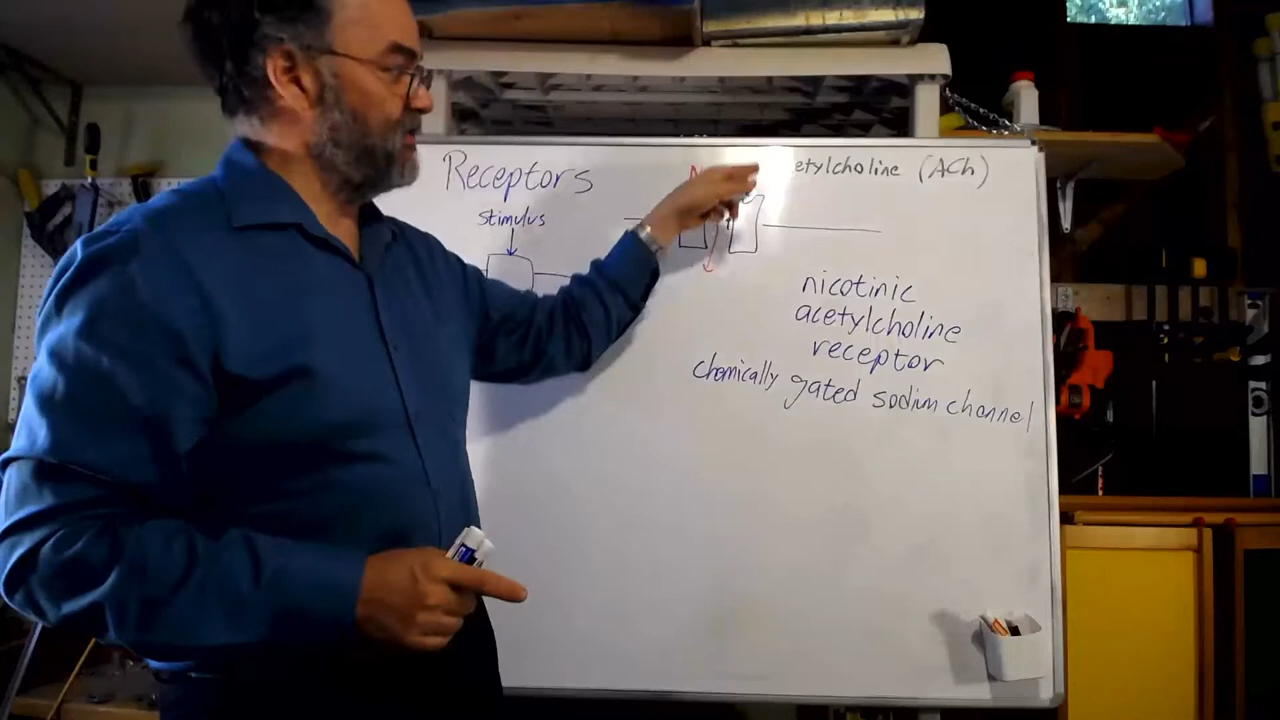 Receptors
stimulus
etylcholine (ACh)
nicotinic
acetylcholine
receptor
chemically gated sodium channel